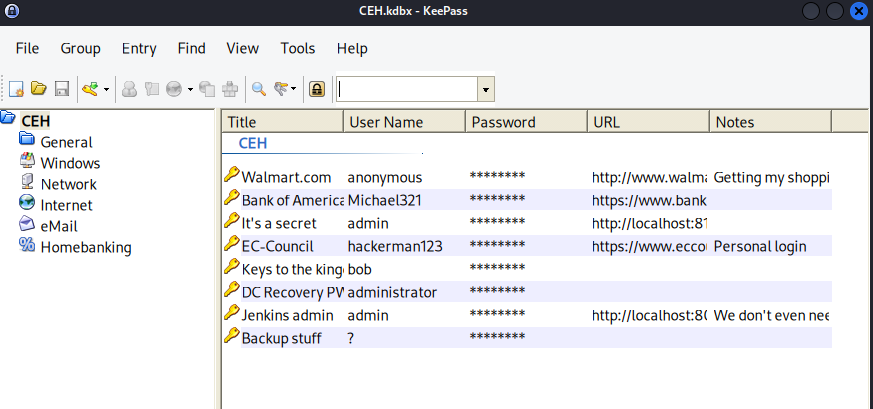 CEH.kdbx - KeePass
File Group Entry Find View Tools Help
CEH
General
Windows
Network
Internet
eMail
Homebanking
Title User Name Password URL Notes
CEH
Walmart.com anonymous ******** http://www.walma Getting my shoppi
Bank of America Michael321 ******** https://www.bank
It's a secret admin ******** http://localhost:81
EC-Council hackerman123 ******** https://www.eccou Personal login
Keys to the king bob ********
DC Recovery PW administrator ********
Jenkins admin admin ******** http://localhost:80 We don't even nee
Backup stuff ? ********